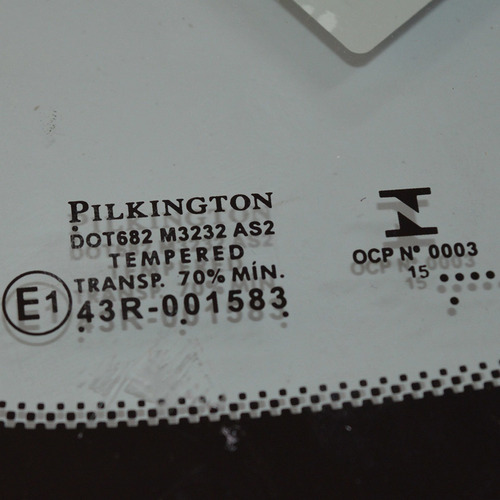 PILKINGTON
DOT682 M3232 AS2
TEMPERED
TRANSP. 70% MÍN.
E1 43R-001583
OCP Nº 0003
15